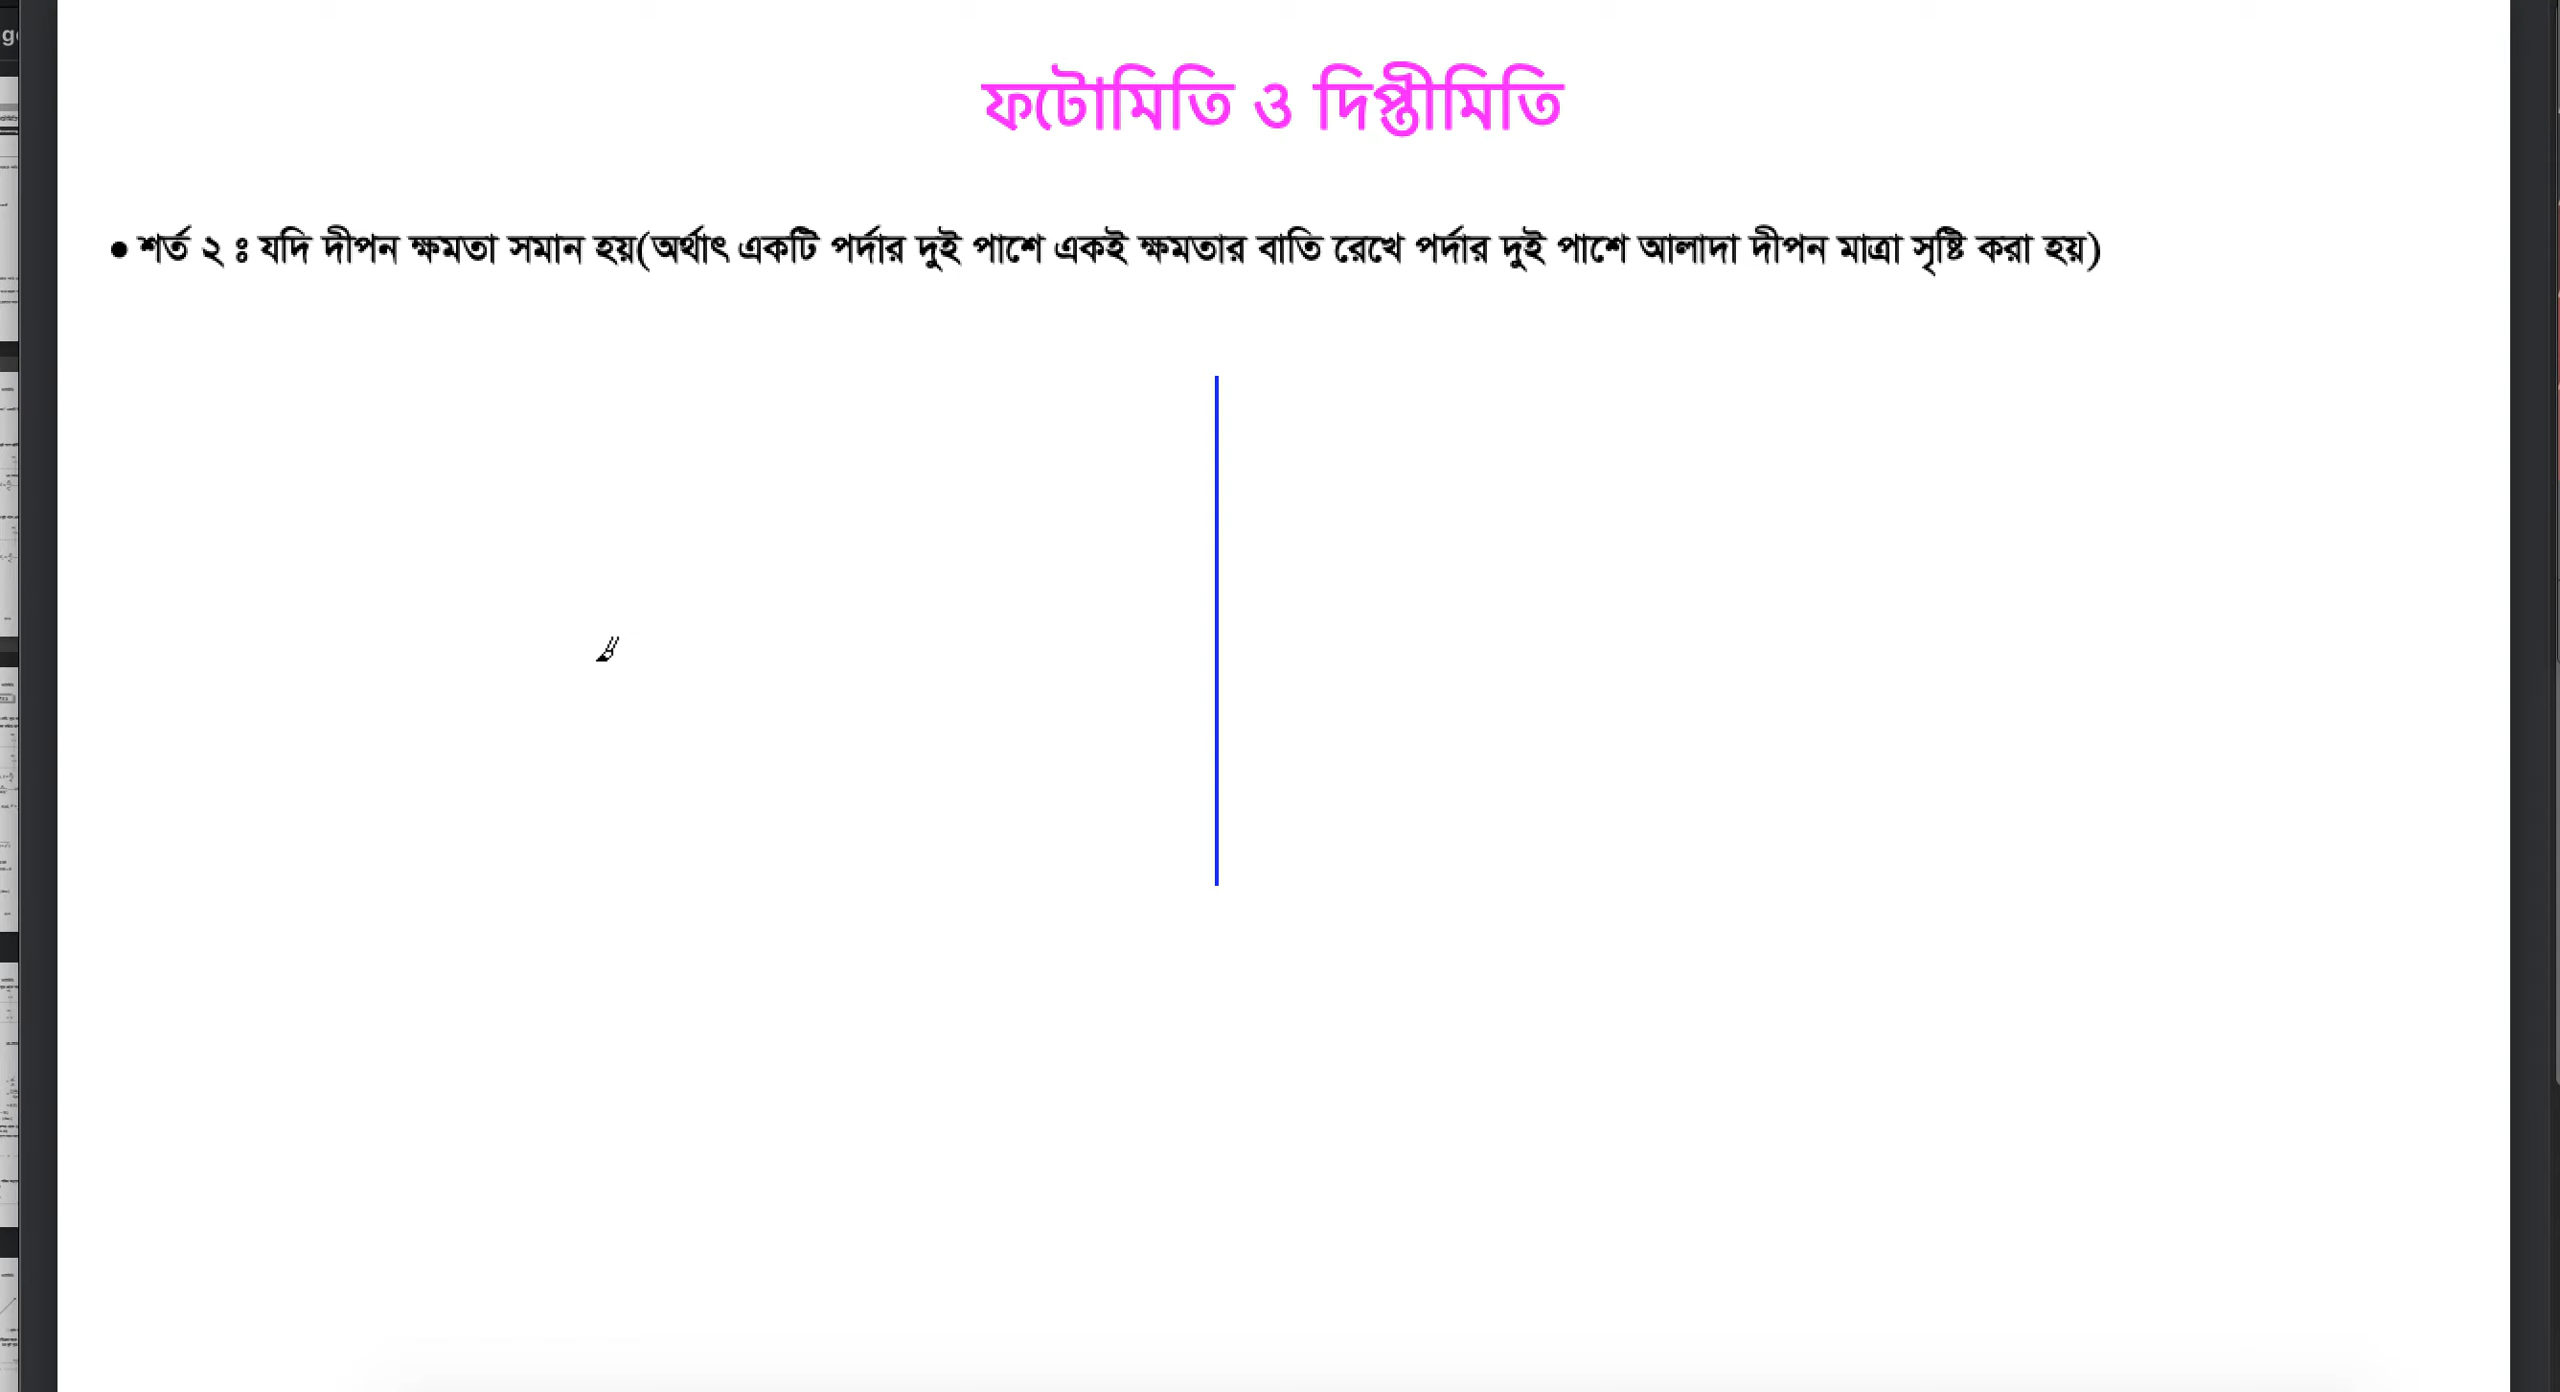 ফটোমিতি ও দিপ্তীমিতি
• শর্ত ২ ঃ যদি দীপন ক্ষমতা সমান হয়(অর্থাৎ একটি পর্দার দুই পাশে একই ক্ষমতার বাতি রেখে পর্দার দুই পাশে আলাদা দীপন মাত্রা সৃষ্টি করা হয়)